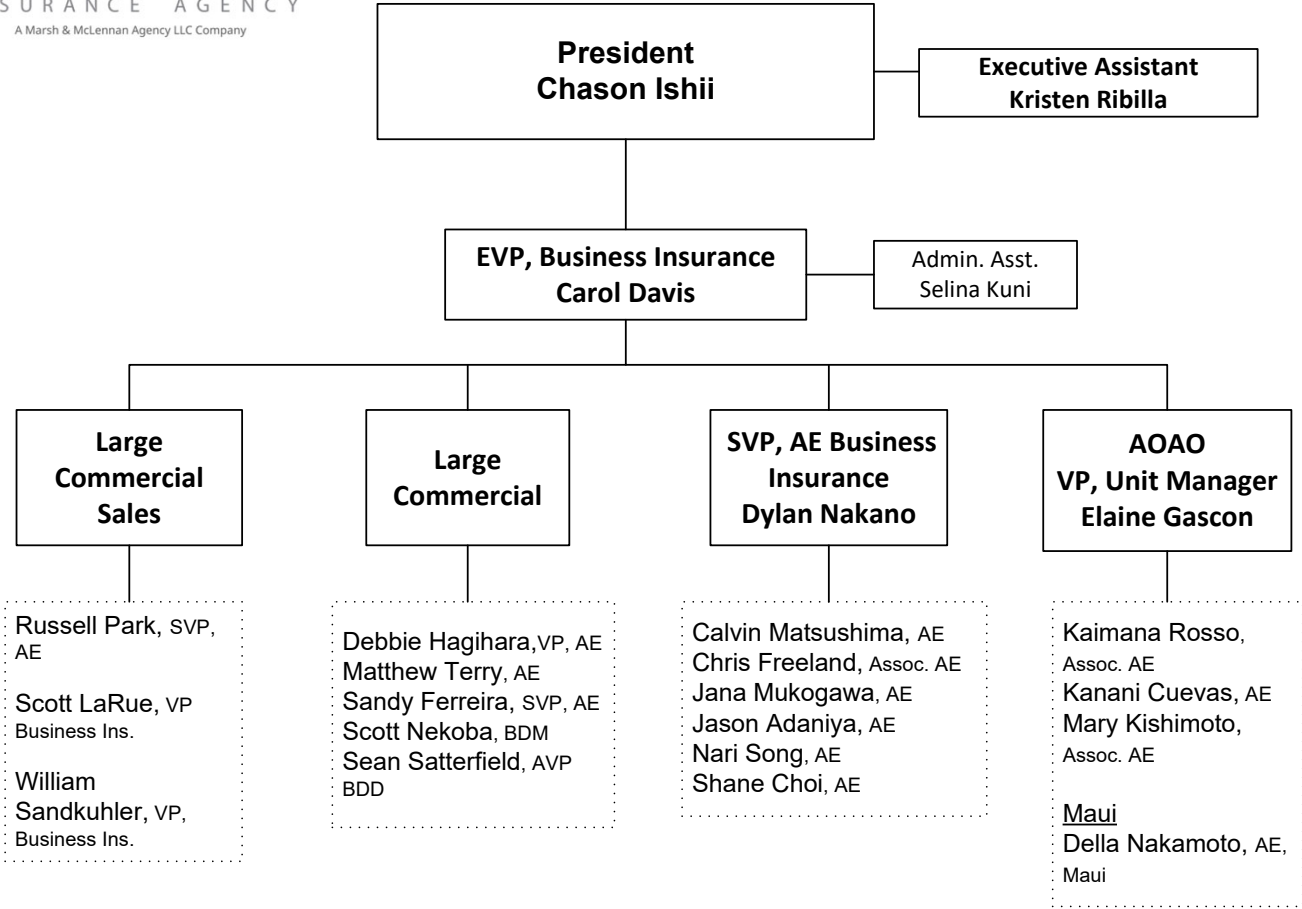 SURANCE AGENCY
A Marsh & McLennan Agency LLC Company
President
Chason Ishii
Executive Assistant
Kristen Ribilla
EVP, Business Insurance
Carol Davis
Admin. Asst.
Selina Kuni
Large
Commercial
Sales
Large
Commercial
SVP, AE Business
Insurance
Dylan Nakano
AOAO
VP, Unit Manager
Elaine Gascon
Russell Park, SVP,
AE
Scott LaRue, VP
Business Ins.
William
Sandkuhler, VP,
Business Ins.
Debbie Hagihara,VP, AE
Matthew Terry, AE
Sandy Ferreira, SVP, AE
Scott Nekoba, BDM
Sean Satterfield, AVP
BDD
Calvin Matsushima, AE
Chris Freeland, Assoc. AE
Jana Mukogawa, AE
Jason Adaniya, AE
Nari Song, AE
Shane Choi, AE
Kaimana Rosso,
Assoc. AE
Kanani Cuevas, AE
Mary Kishimoto,
Assoc. AE
Maui
Della Nakamoto, AE,
Maui